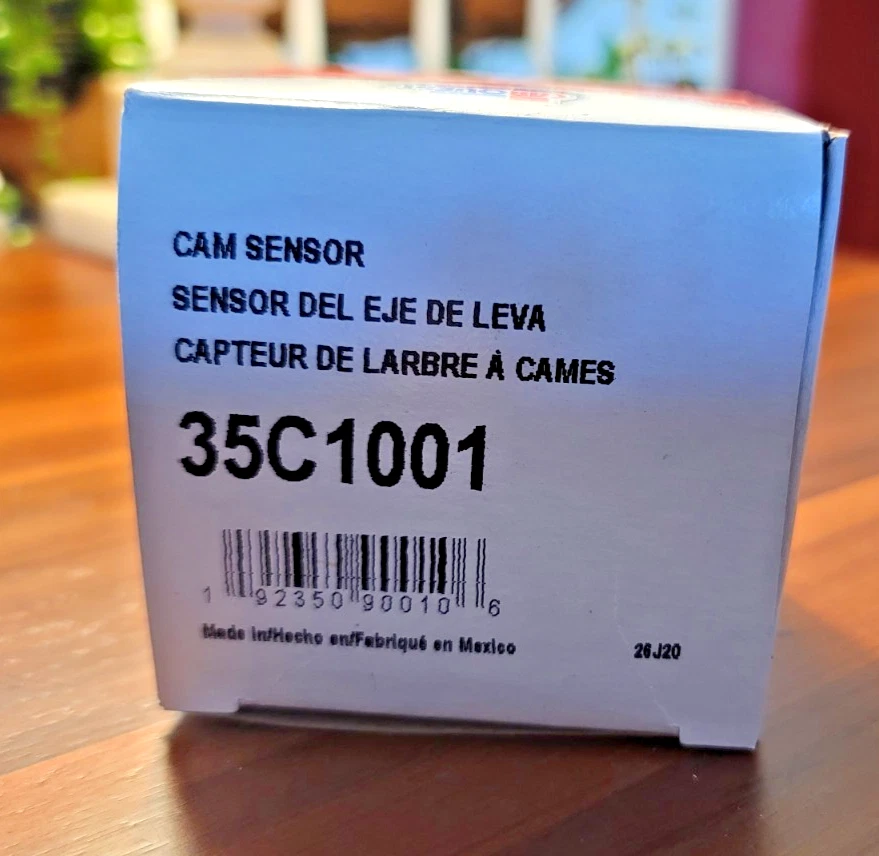 CAM SENSOR
SENSOR DEL EJE DE LEVA
CAPTEUR DE LARBRE À CAMES
35C1001
1 92350 90010 6
Made in/Hecho en/Fabriqué en Mexico
26J20